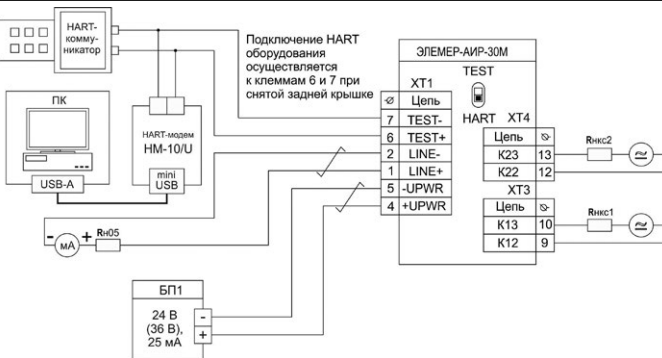 HART-
комму-
никатор
Подключение HART
оборудования
осуществляется
к клеммам 6 и 7 при
снятой задней крышке
ПК
USB-A
HART-модем
HM-10/U
mini
USB
- мА + Rн05
БП1
24 В
(36 В),
25 мА
-
+
ЭЛЕМЕР-АИР-30М
TEST
HART
XT1
Ø Цепь
7 TEST-
6 TEST+
2 LINE-
1 LINE+
5 -UPWR
4 +UPWR
XT4
Цепь Ø
К23 13
К22 12
XT3
Цепь Ø
К13 10
К12 9
Rнкс2
Rнкс1